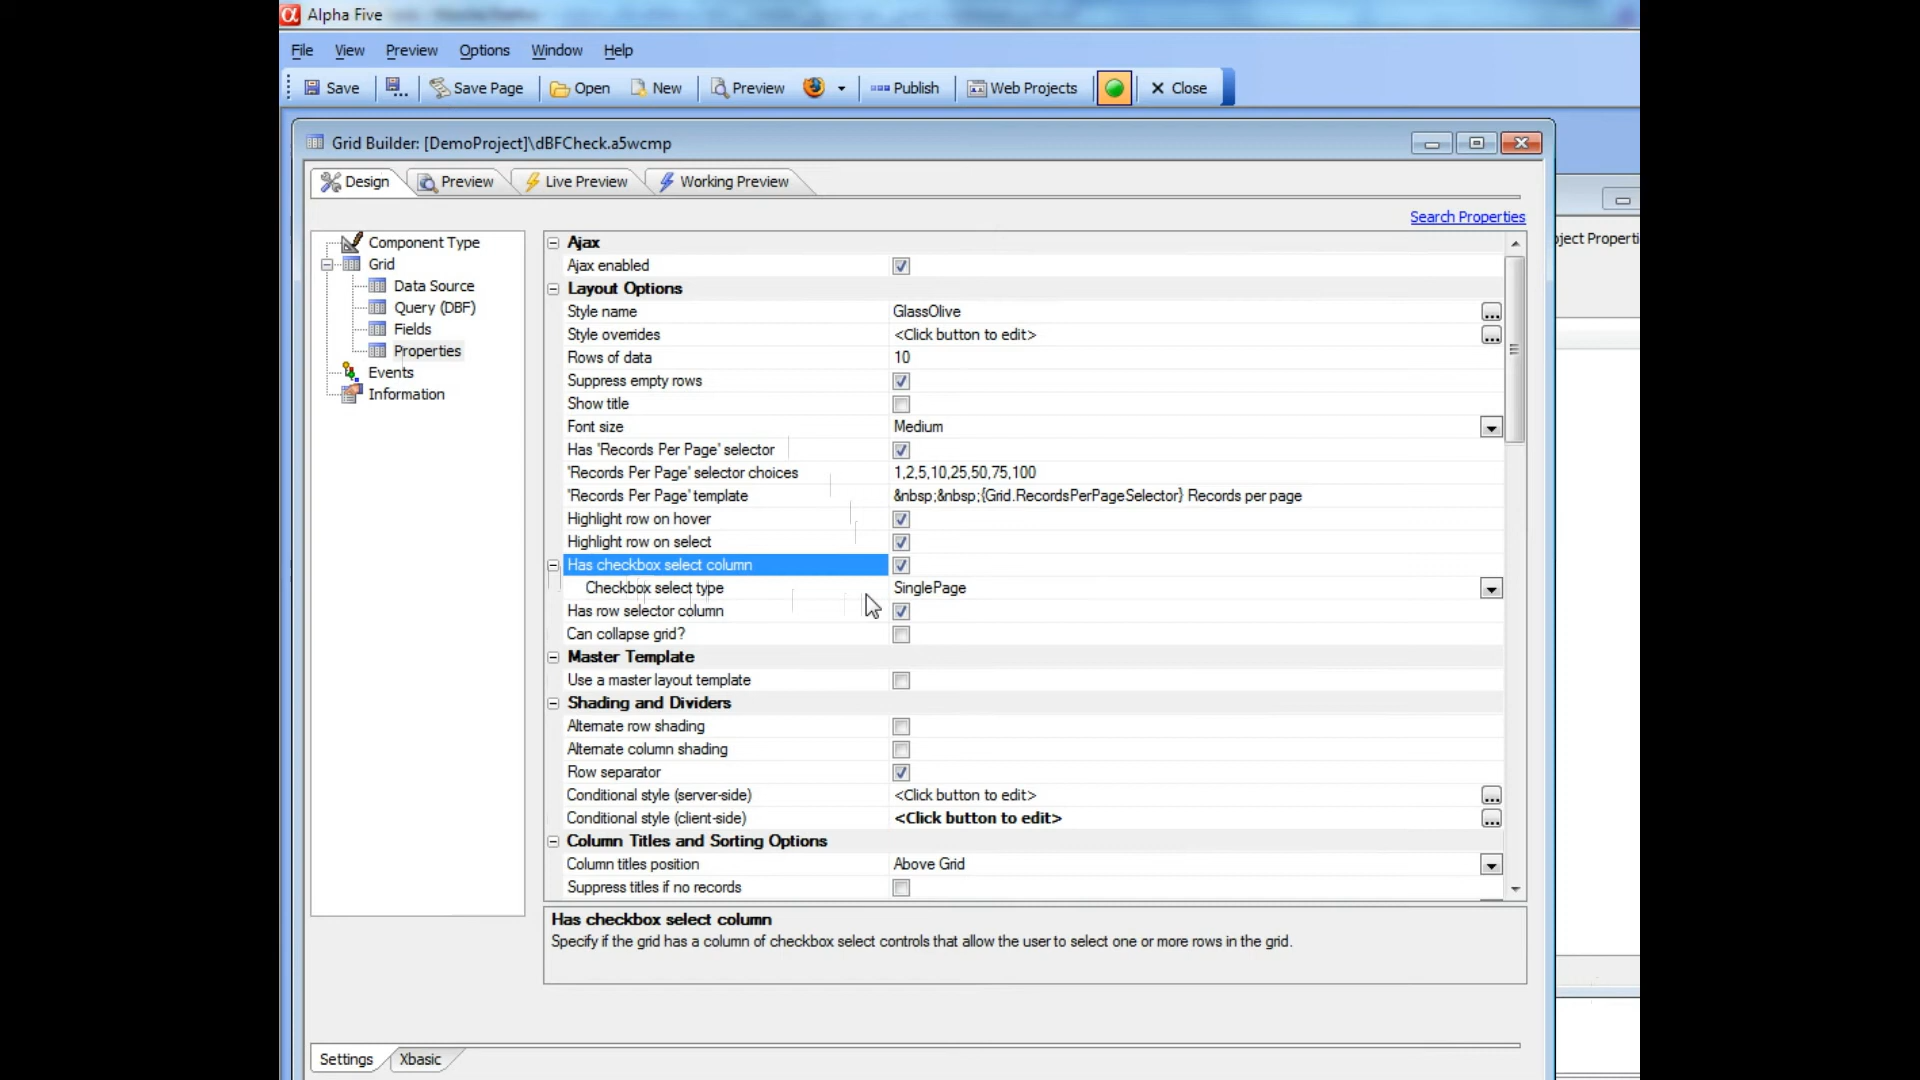 Alpha Five
File View Preview Options Window Help
Save Save Page Open New Preview Publish Web Projects Close
Grid Builder: [DemoProject]\dBFCheck.a5wcmp
Design Preview Live Preview Working Preview
Search Properties
Component Type
Grid
Data Source
Query (DBF)
Fields
Properties
Events
Information
Ajax
Ajax enabled
Layout Options
Style name GlassOlive ...
Style overrides <Click button to edit> ...
Rows of data 10
Suppress empty rows
Show title
Font size Medium
Has 'Records Per Page' selector
'Records Per Page' selector choices 1,2,5,10,25,50,75,100
'Records Per Page' template &nbsp;&nbsp;{Grid.RecordsPerPageSelector} Records per page
Highlight row on hover
Highlight row on select
Has checkbox select column
Checkbox select type SinglePage
Has row selector column
Can collapse grid?
Master Template
Use a master layout template
Shading and Dividers
Alternate row shading
Alternate column shading
Row separator
Conditional style (server-side) <Click button to edit> ...
Conditional style (client-side) <Click button to edit> ...
Column Titles and Sorting Options
Column titles position Above Grid
Suppress titles if no records
Has checkbox select column
Specify if the grid has a column of checkbox select controls that allow the user to select one or more rows in the grid.
Settings Xbasic